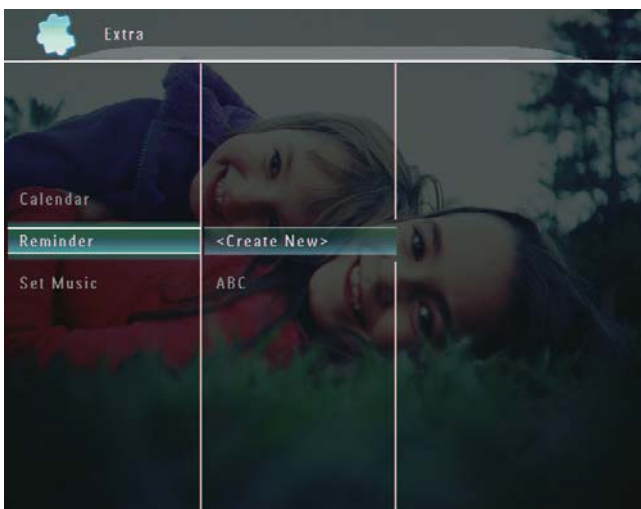 Extra
Calendar
Reminder
Set Music
<Create New>
ABC